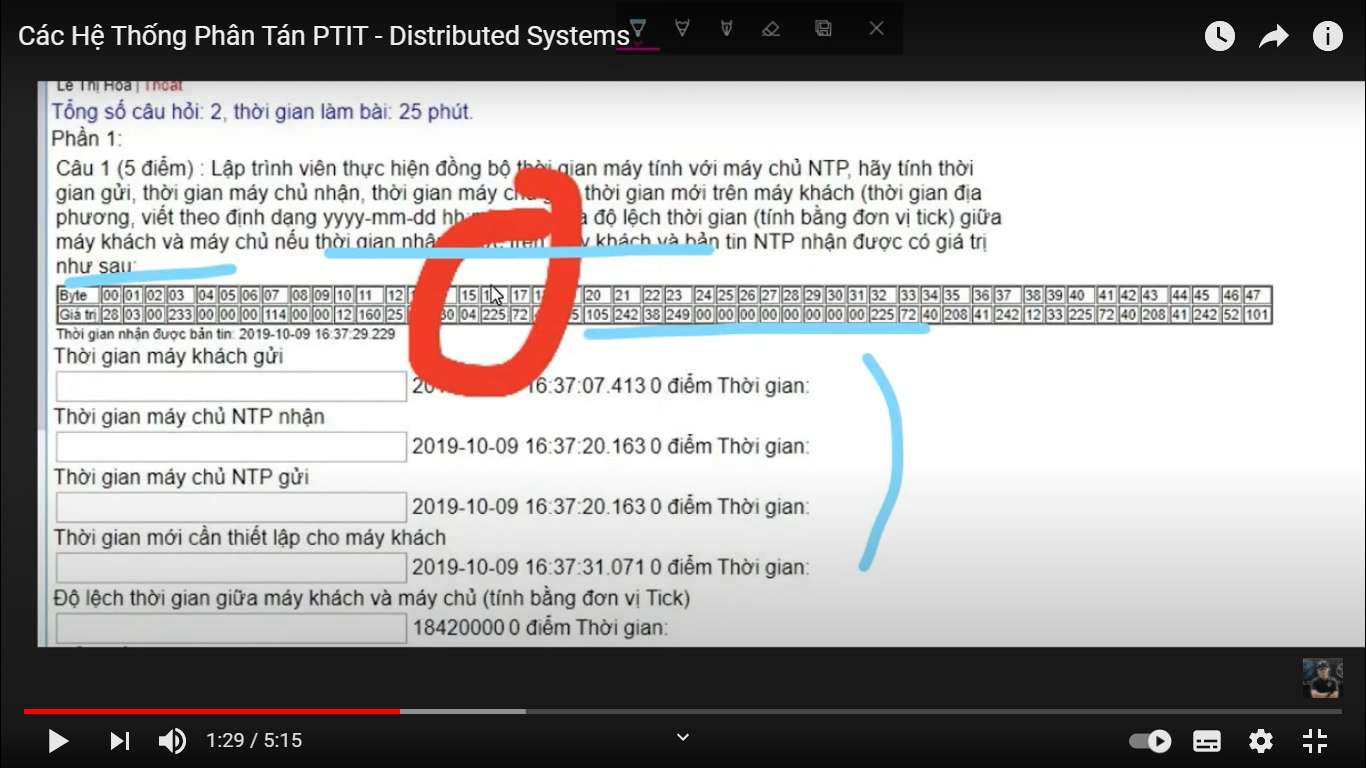 Các Hệ Thống Phân Tán PTIT - Distributed Systems
Lê Thị Hoa | Thoát
Tổng số câu hỏi: 2, thời gian làm bài: 25 phút.
Phần 1:
Câu 1 (5 điểm) : Lập trình viên thực hiện đồng bộ thời gian máy tính với máy chủ NTP, hãy tính thời
gian gửi, thời gian máy chủ nhận, thời gian máy thời gian mới trên máy khách (thời gian địa
phương, viết theo định dạng yyyy-mm-dd độ lệch thời gian (tính bằng đơn vị tick) giữa
máy khách và máy chủ nếu thời gian nhận khách và bản tin NTP nhận được có giá trị
như sau:
Byte 00 01 02 03 04 05 06 07 08 09 10 11 12 15 17 20 21 22 23 24 25 26 27 28 29 30 31 32 33 34 35 36 37 38 39 40 41 42 43 44 45 46 47
Giá trị 28 03 00 233 00 00 00 114 00 00 12 160 25 04 225 72 105 242 38 249 00 00 00 00 00 00 00 00 225 72 40 208 41 242 12 33 225 72 40 208 41 242 52 101
Thời gian nhận được bản tin: 2019-10-09 16:37:29.229
Thời gian máy khách gửi
16:37:07.413 0 điểm Thời gian:
Thời gian máy chủ NTP nhận
2019-10-09 16:37:20.163 0 điểm Thời gian:
Thời gian máy chủ NTP gửi
2019-10-09 16:37:20.163 0 điểm Thời gian:
Thời gian mới cần thiết lập cho máy khách
2019-10-09 16:37:31.071 0 điểm Thời gian:
Độ lệch thời gian giữa máy khách và máy chủ (tính bằng đơn vị Tick)
18420000 0 điểm Thời gian:
1:29 / 5:15